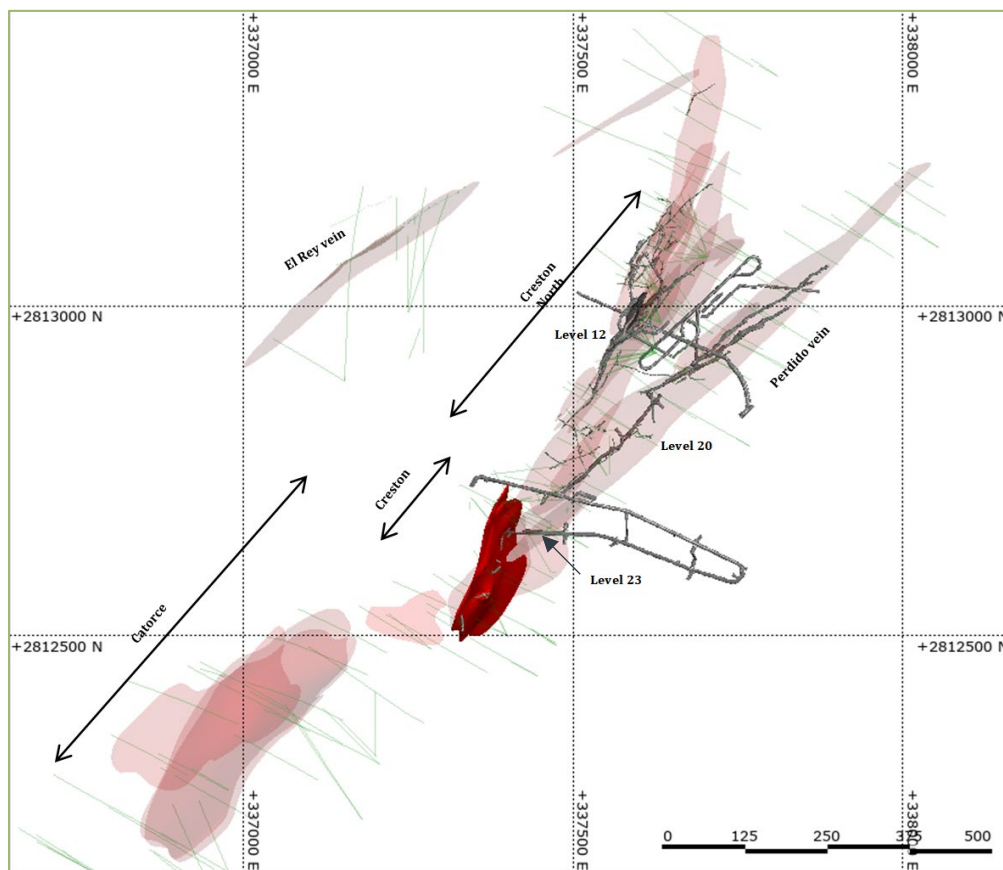 +337000 E
+337500 E
+338000 E
El Rey vein
Creston
North
+2813000 N
+2813000 N
Level 12
Perdido vein
Level 20
Creston
Level 23
Catorce
+2812500 N
+2812500 N
+337000 E
+337500 E
0 125 250 375 500